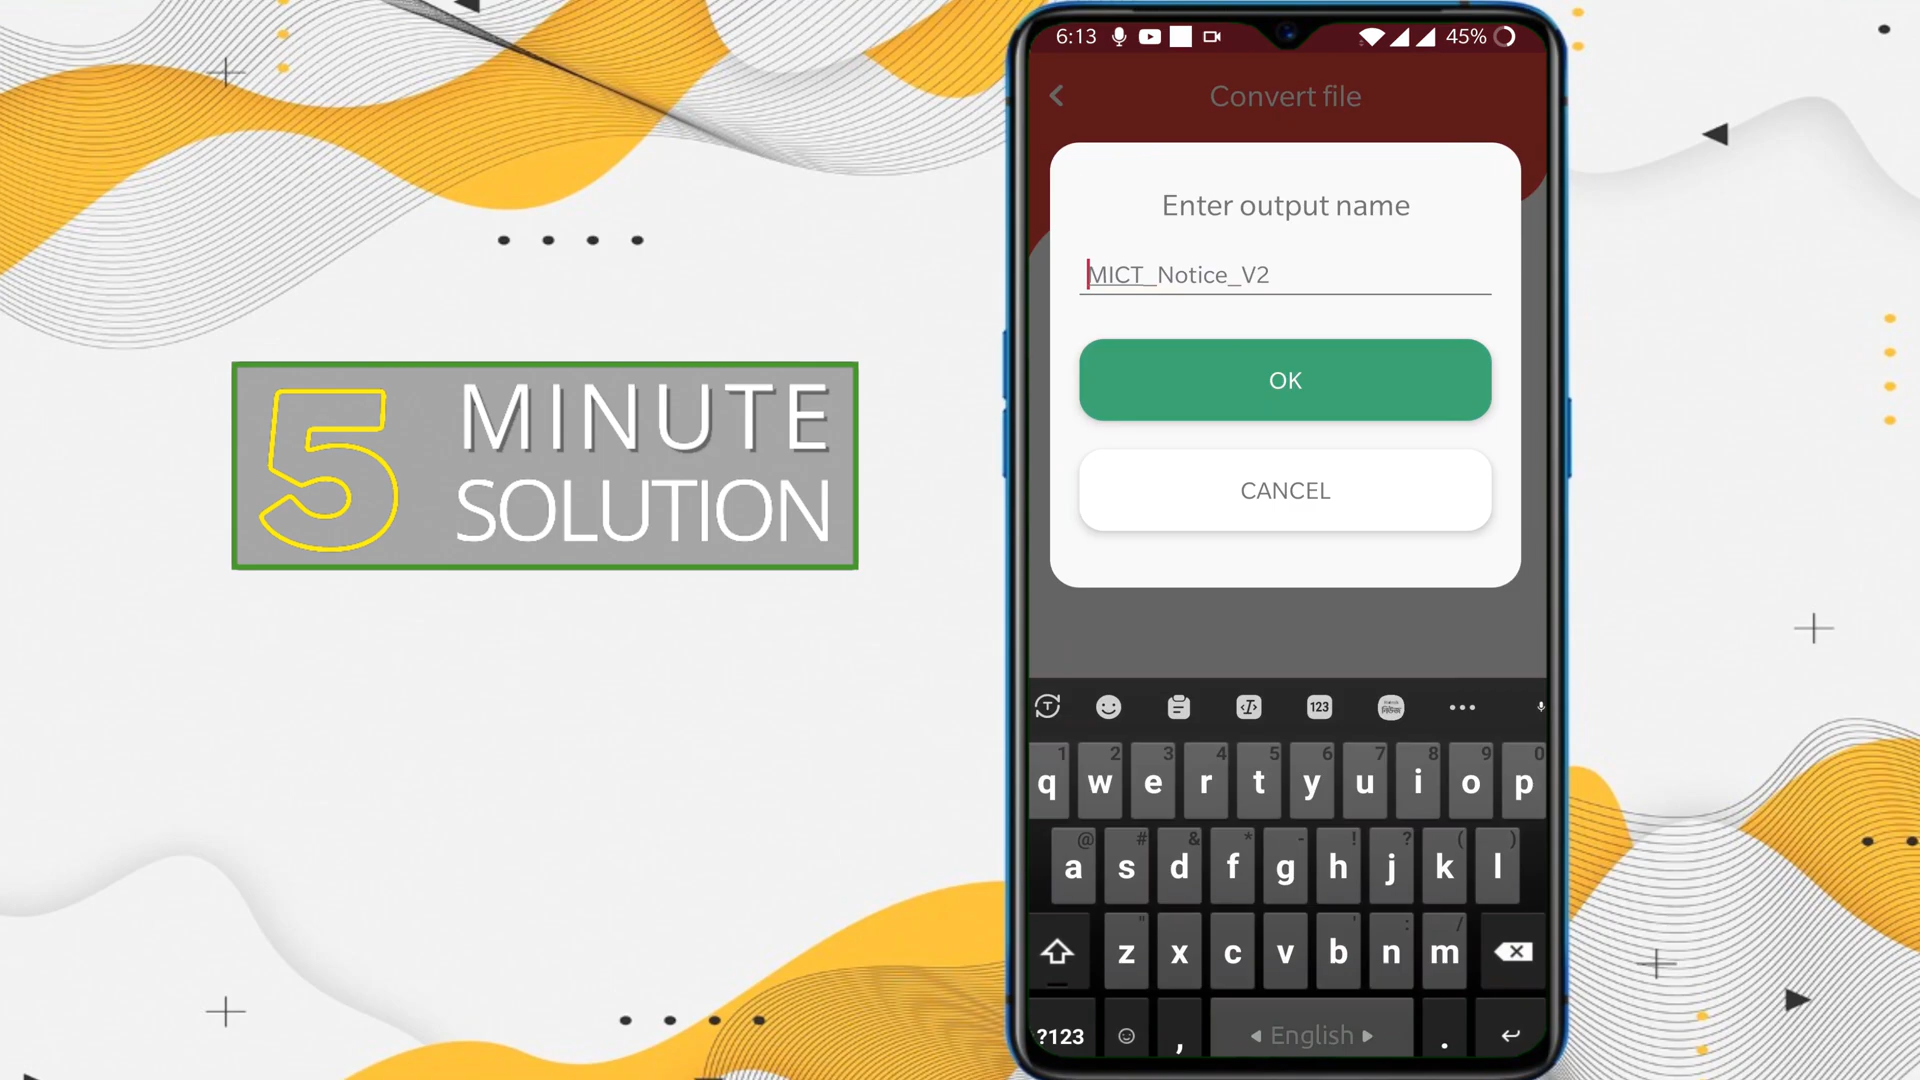 5 MINUTE
SOLUTION
6:13 45%
Convert file
Enter output name
MICT_Notice_V2
OK
CANCEL
123
1 2 3 4 5 6 7 8 9 0
q w e r t y u i o p
@ # & * - ! ? ( )
a s d f g h j k l
" ' : /
z x c v b n m
?123 , English .